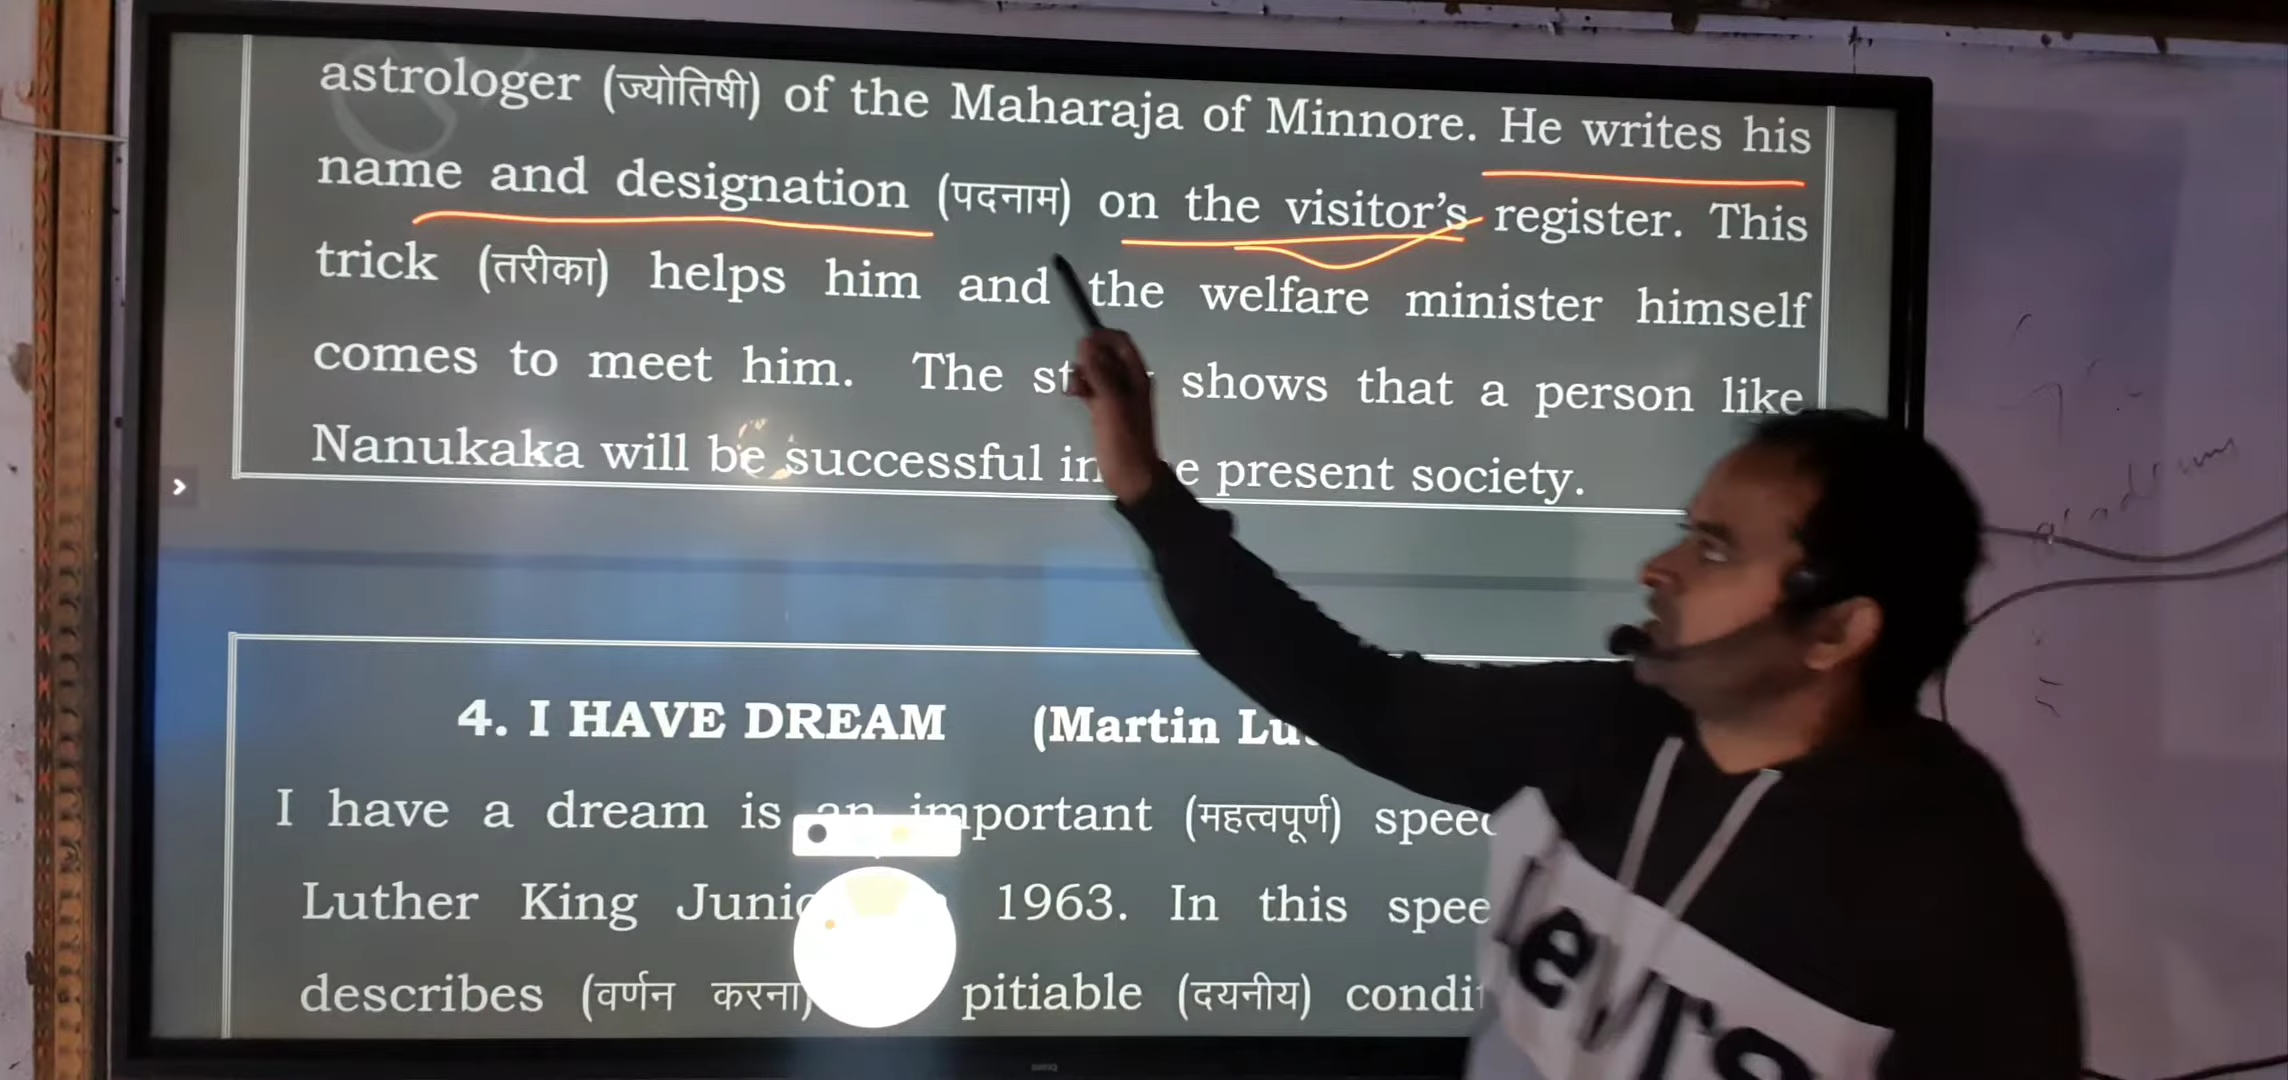 astrologer (ज्योतिषी) of the Maharaja of Minnore. He writes his
name and designation (पदनाम) on the visitor's register. This
trick (तरीका) helps him and the welfare minister himself
comes to meet him. The shows that a person like
Nanukaka will be successful in present society.
4. I HAVE DREAM (Martin
I have a dream is an important (महत्वपूर्ण)
Luther King 1963. In this
describes (वर्णन करना) pitiable (दयनीय)